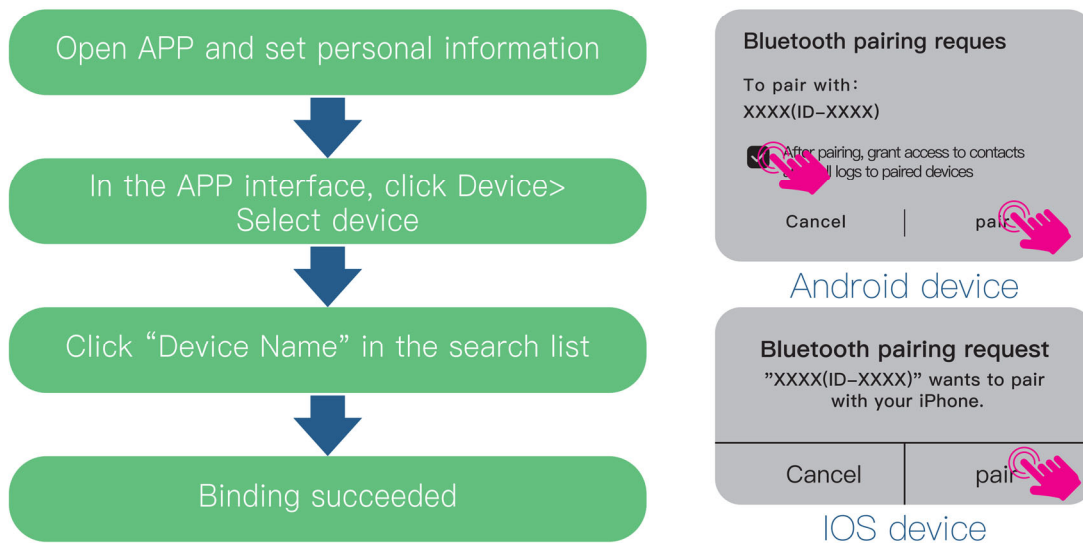 Open APP and set personal information
In the APP interface, click Device>
Select device
Click “Device Name” in the search list
Binding succeeded
Bluetooth pairing reques
To pair with:
XXXX(ID-XXXX)
After pairing, grant access to contacts
logs to paired devices
Cancel
pair
Android device
Bluetooth pairing request
"XXXX(ID-XXXX)" wants to pair
with your iPhone.
Cancel
pair
IOS device